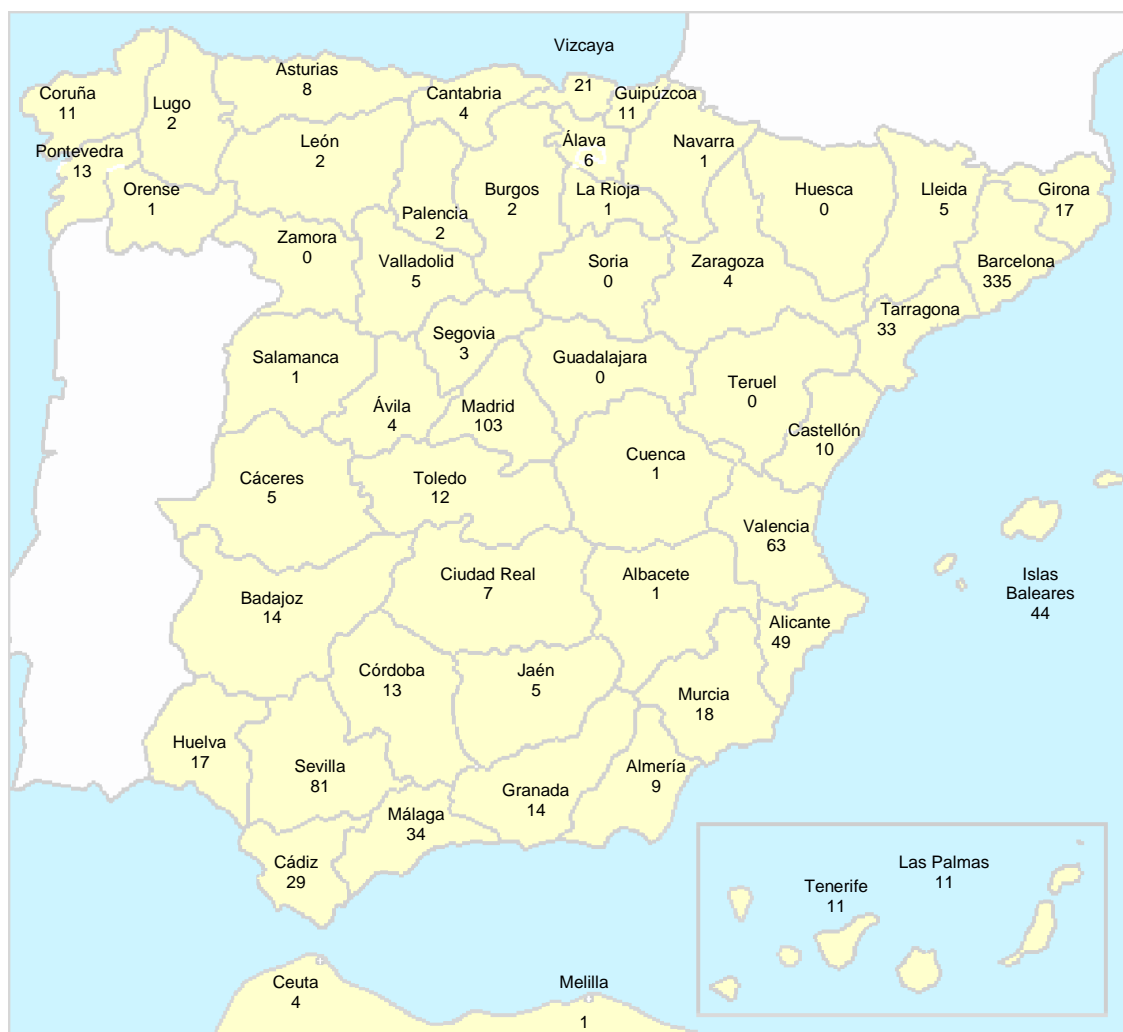 Vizcaya
21
Asturias
8
Coruña
11
Lugo
2
Cantabria
4
Guipúzcoa
11
León
2
Álava
6
Navarra
1
Pontevedra
13
Orense
1
Palencia
2
Burgos
2
La Rioja
1
Huesca
0
Lleida
5
Girona
17
Zamora
0
Valladolid
5
Soria
0
Zaragoza
4
Barcelona
335
Tarragona
33
Segovia
3
Salamanca
1
Guadalajara
0
Teruel
0
Ávila
4
Madrid
103
Castellón
10
Cuenca
1
Cáceres
5
Toledo
12
Valencia
63
Islas
Baleares
44
Ciudad Real
7
Albacete
1
Badajoz
14
Alicante
49
Córdoba
13
Jaén
5
Murcia
18
Huelva
17
Sevilla
81
Almería
9
Granada
14
Málaga
34
Cádiz
29
Las Palmas
11
Tenerife
11
Ceuta
4
Melilla
1